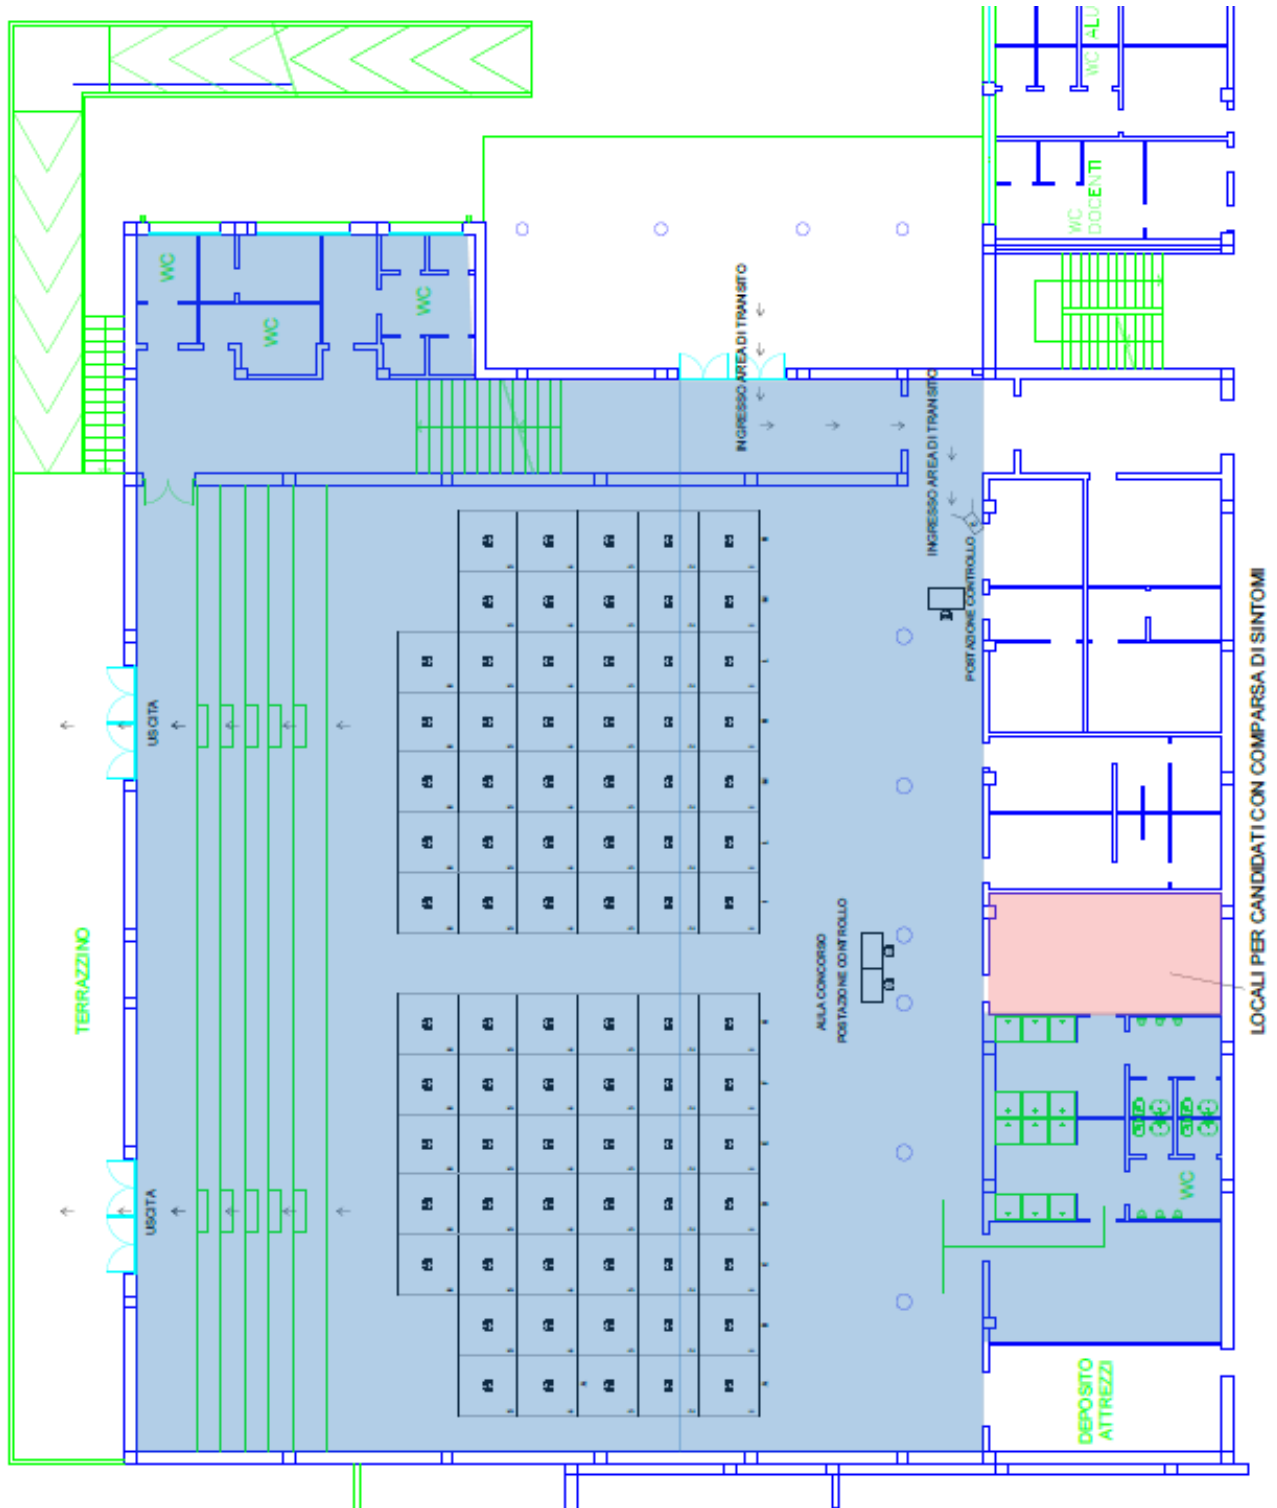 WC ALU
WC
DOCENTI
WC
WC
WC
INGRESSO AREA DI TRANSITO
INGRESSO AREA DI TRANSITO
POSTAZIONE CONTROLLO
USCITA
TERRAZZINO
AULA CONCORSO
POSTAZIONE CONTROLLO
LOCALI PER CANDIDATI CON COMPARSA DI SINTOMI
USCITA
WC
DEPOSITO
ATTREZZI